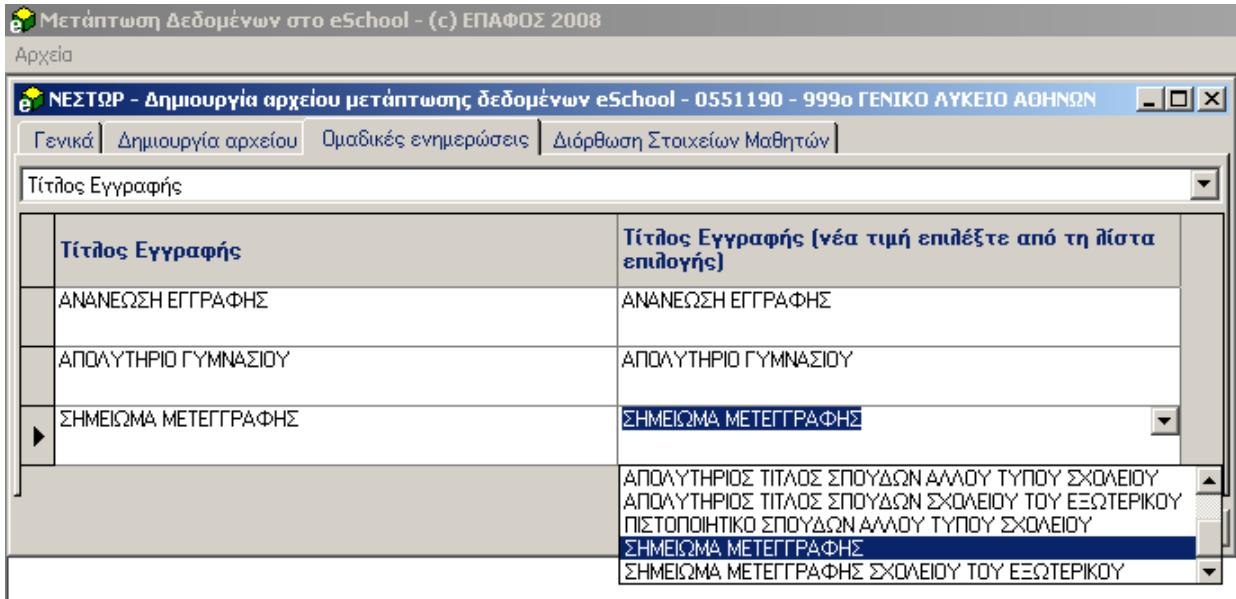 Μετάπτωση Δεδομένων στο eSchool - (c) ΕΠΑΦΟΣ 2008
Αρχεία
ΝΕΣΤΩΡ - Δημιουργία αρχείου μετάπτωσης δεδομένων eSchool - 0551190 - 999ο ΓΕΝΙΚΟ ΛΥΚΕΙΟ ΑΘΗΝΩΝ
Γενικά Δημιουργία αρχείου Ομαδικές ενημερώσεις Διόρθωση Στοιχείων Μαθητών
Τίτλος Εγγραφής
Τίτλος Εγγραφής
Τίτλος Εγγραφής (νέα τιμή επιλέξτε από τη λίστα
επιλογής)
ΑΝΑΝΕΩΣΗ ΕΓΓΡΑΦΗΣ ΑΝΑΝΕΩΣΗ ΕΓΓΡΑΦΗΣ
ΑΠΟΛΥΤΗΡΙΟ ΓΥΜΝΑΣΙΟΥ ΑΠΟΛΥΤΗΡΙΟ ΓΥΜΝΑΣΙΟΥ
ΣΗΜΕΙΩΜΑ ΜΕΤΕΓΓΡΑΦΗΣ ΣΗΜΕΙΩΜΑ ΜΕΤΕΓΓΡΑΦΗΣ
ΑΠΟΛΥΤΗΡΙΟΣ ΤΙΤΛΟΣ ΣΠΟΥΔΩΝ ΑΛΛΟΥ ΤΥΠΟΥ ΣΧΟΛΕΙΟΥ
ΑΠΟΛΥΤΗΡΙΟΣ ΤΙΤΛΟΣ ΣΠΟΥΔΩΝ ΣΧΟΛΕΙΟΥ ΤΟΥ ΕΞΩΤΕΡΙΚΟΥ
ΠΙΣΤΟΠΟΙΗΤΙΚΟ ΣΠΟΥΔΩΝ ΑΛΛΟΥ ΤΥΠΟΥ ΣΧΟΛΕΙΟΥ
ΣΗΜΕΙΩΜΑ ΜΕΤΕΓΓΡΑΦΗΣ
ΣΗΜΕΙΩΜΑ ΜΕΤΕΓΓΡΑΦΗΣ ΣΧΟΛΕΙΟΥ ΤΟΥ ΕΞΩΤΕΡΙΚΟΥ